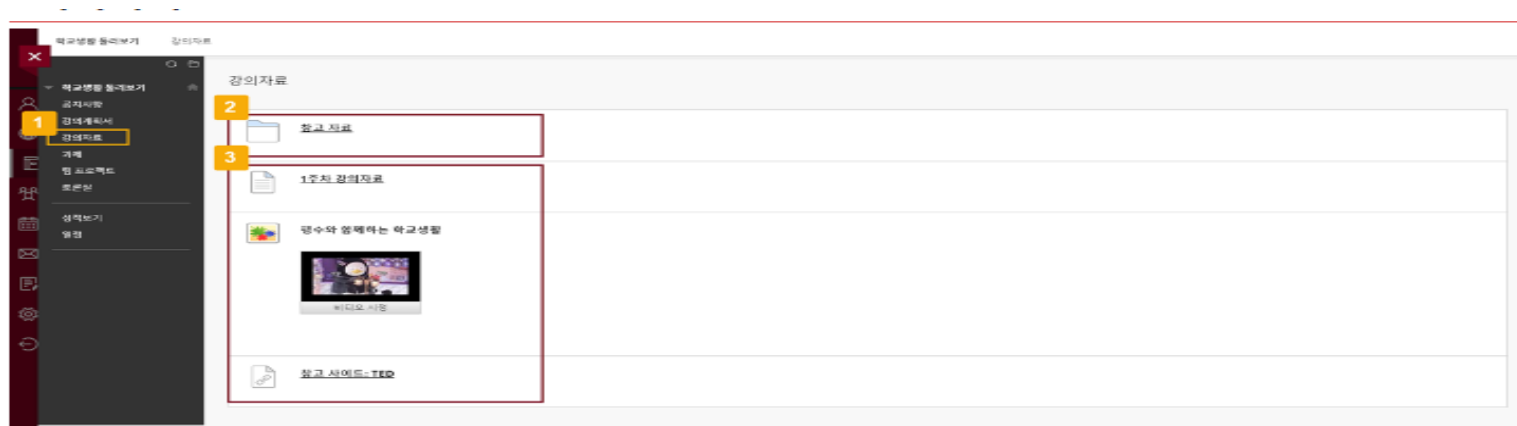 학교생활 둘러보기 강의자료
학교생활 둘러보기
공지사항
1
강의계획서
강의자료
과제
팀 프로젝트
토론실
성적보기
일정
강의자료
2
참고 자료
3
1주차 강의자료
펭수와 함께하는 학교생활
비디오 시청
참고 사이트: TED